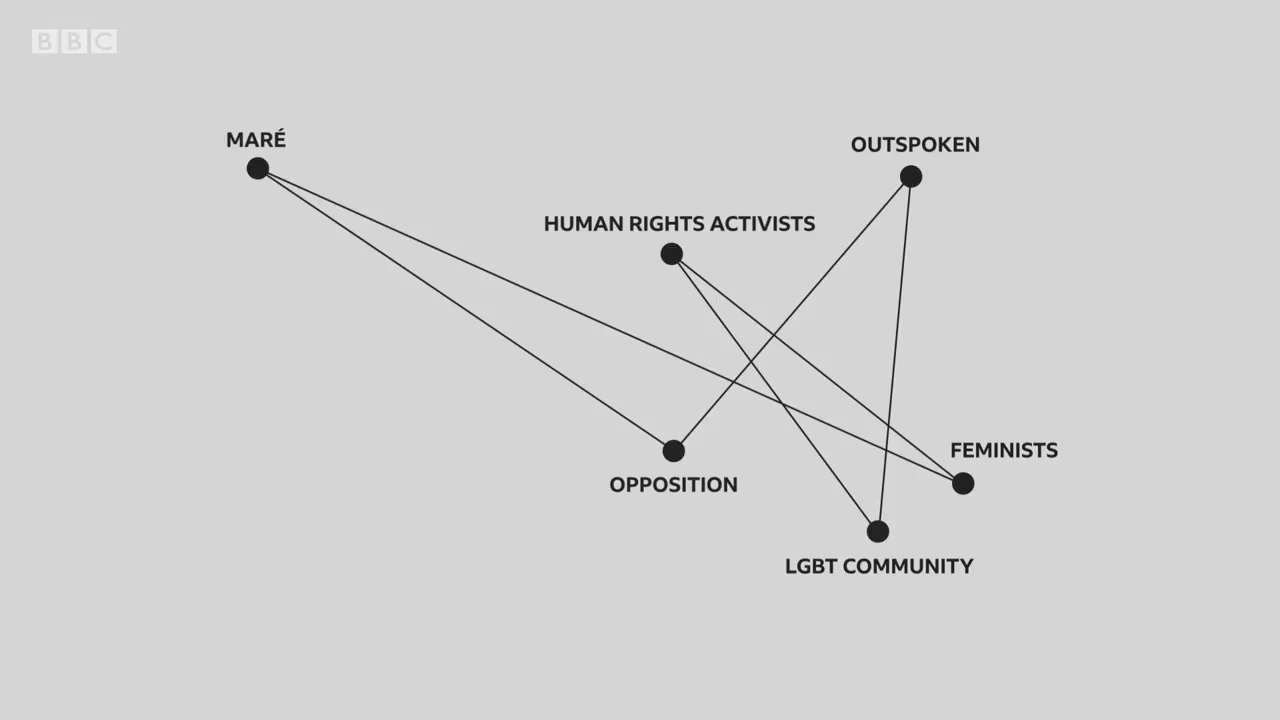 BBC
MARÉ
OUTSPOKEN
HUMAN RIGHTS ACTIVISTS
OPPOSITION
FEMINISTS
LGBT COMMUNITY